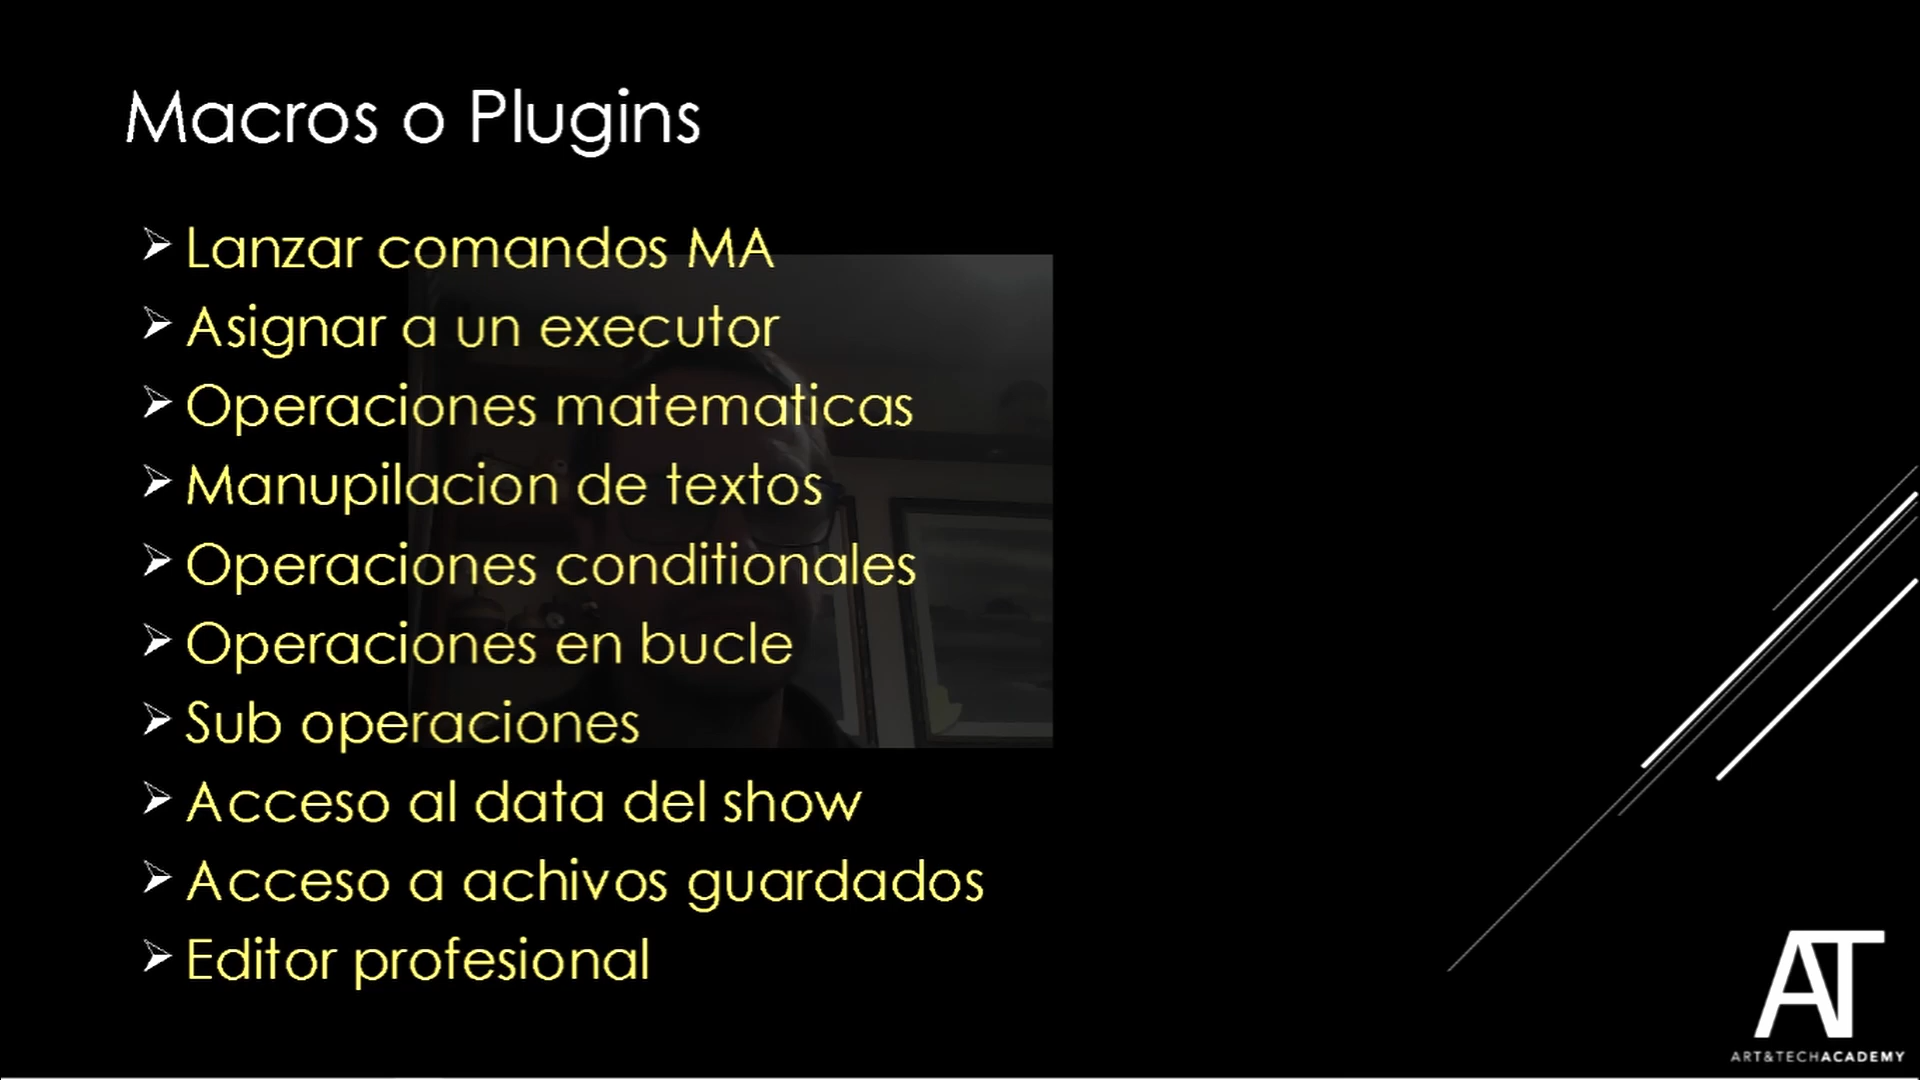 Macros o Plugins
Lanzar comandos MA
Asignar a un executor
Operaciones matematicas
Manupilacion de textos
Operaciones conditionales
Operaciones en bucle
Sub operaciones
Acceso al data del show
Acceso a achivos guardados
Editor profesional
AT
ART&TECHACADEMY